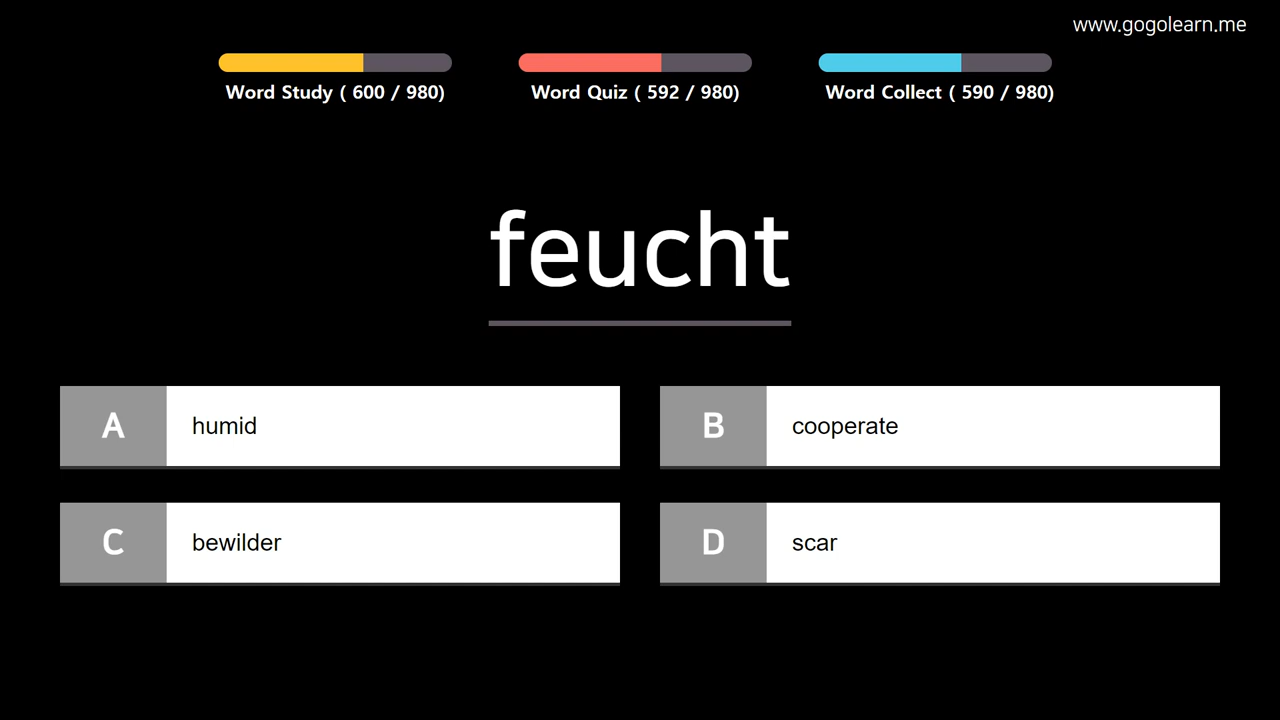 www.gogolearn.me
Word Study ( 600 / 980)
Word Quiz ( 592 / 980)
Word Collect ( 590 / 980)
feucht
A humid
B cooperate
C bewilder
D scar